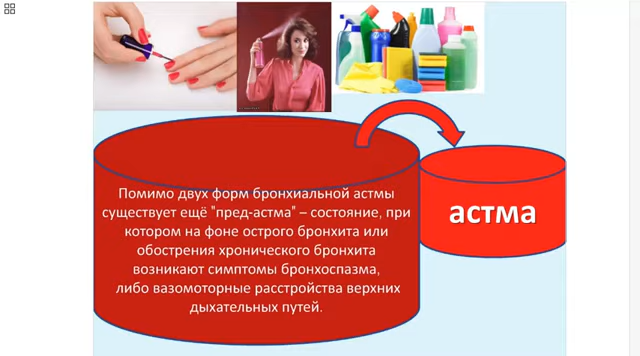 Помимо двух форм бронхиальной астмы
существует ещё "пред-астма" – состояние, при
котором на фоне острого бронхита или
обострения хронического бронхита
возникают симптомы бронхоспазма,
либо вазомоторные расстройства верхних
дыхательных путей.
астма